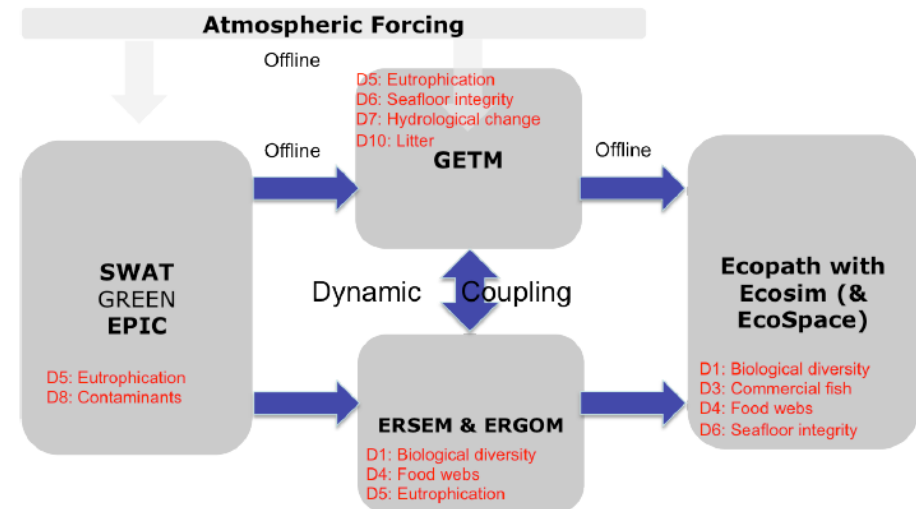 Atmospheric Forcing
Offline
D5: Eutrophication
D6: Seafloor integrity
D7: Hydrological change
D10: Litter
GETM
Offline
Offline
SWAT
GREEN
EPIC
D5: Eutrophication
D8: Contaminants
Dynamic Coupling
ERSEM & ERGOM
D1: Biological diversity
D4: Food webs
D5: Eutrophication
Ecopath with
Ecosim (&
EcoSpace)
D1: Biological diversity
D3: Commercial fish
D4: Food webs
D6: Seafloor integrity